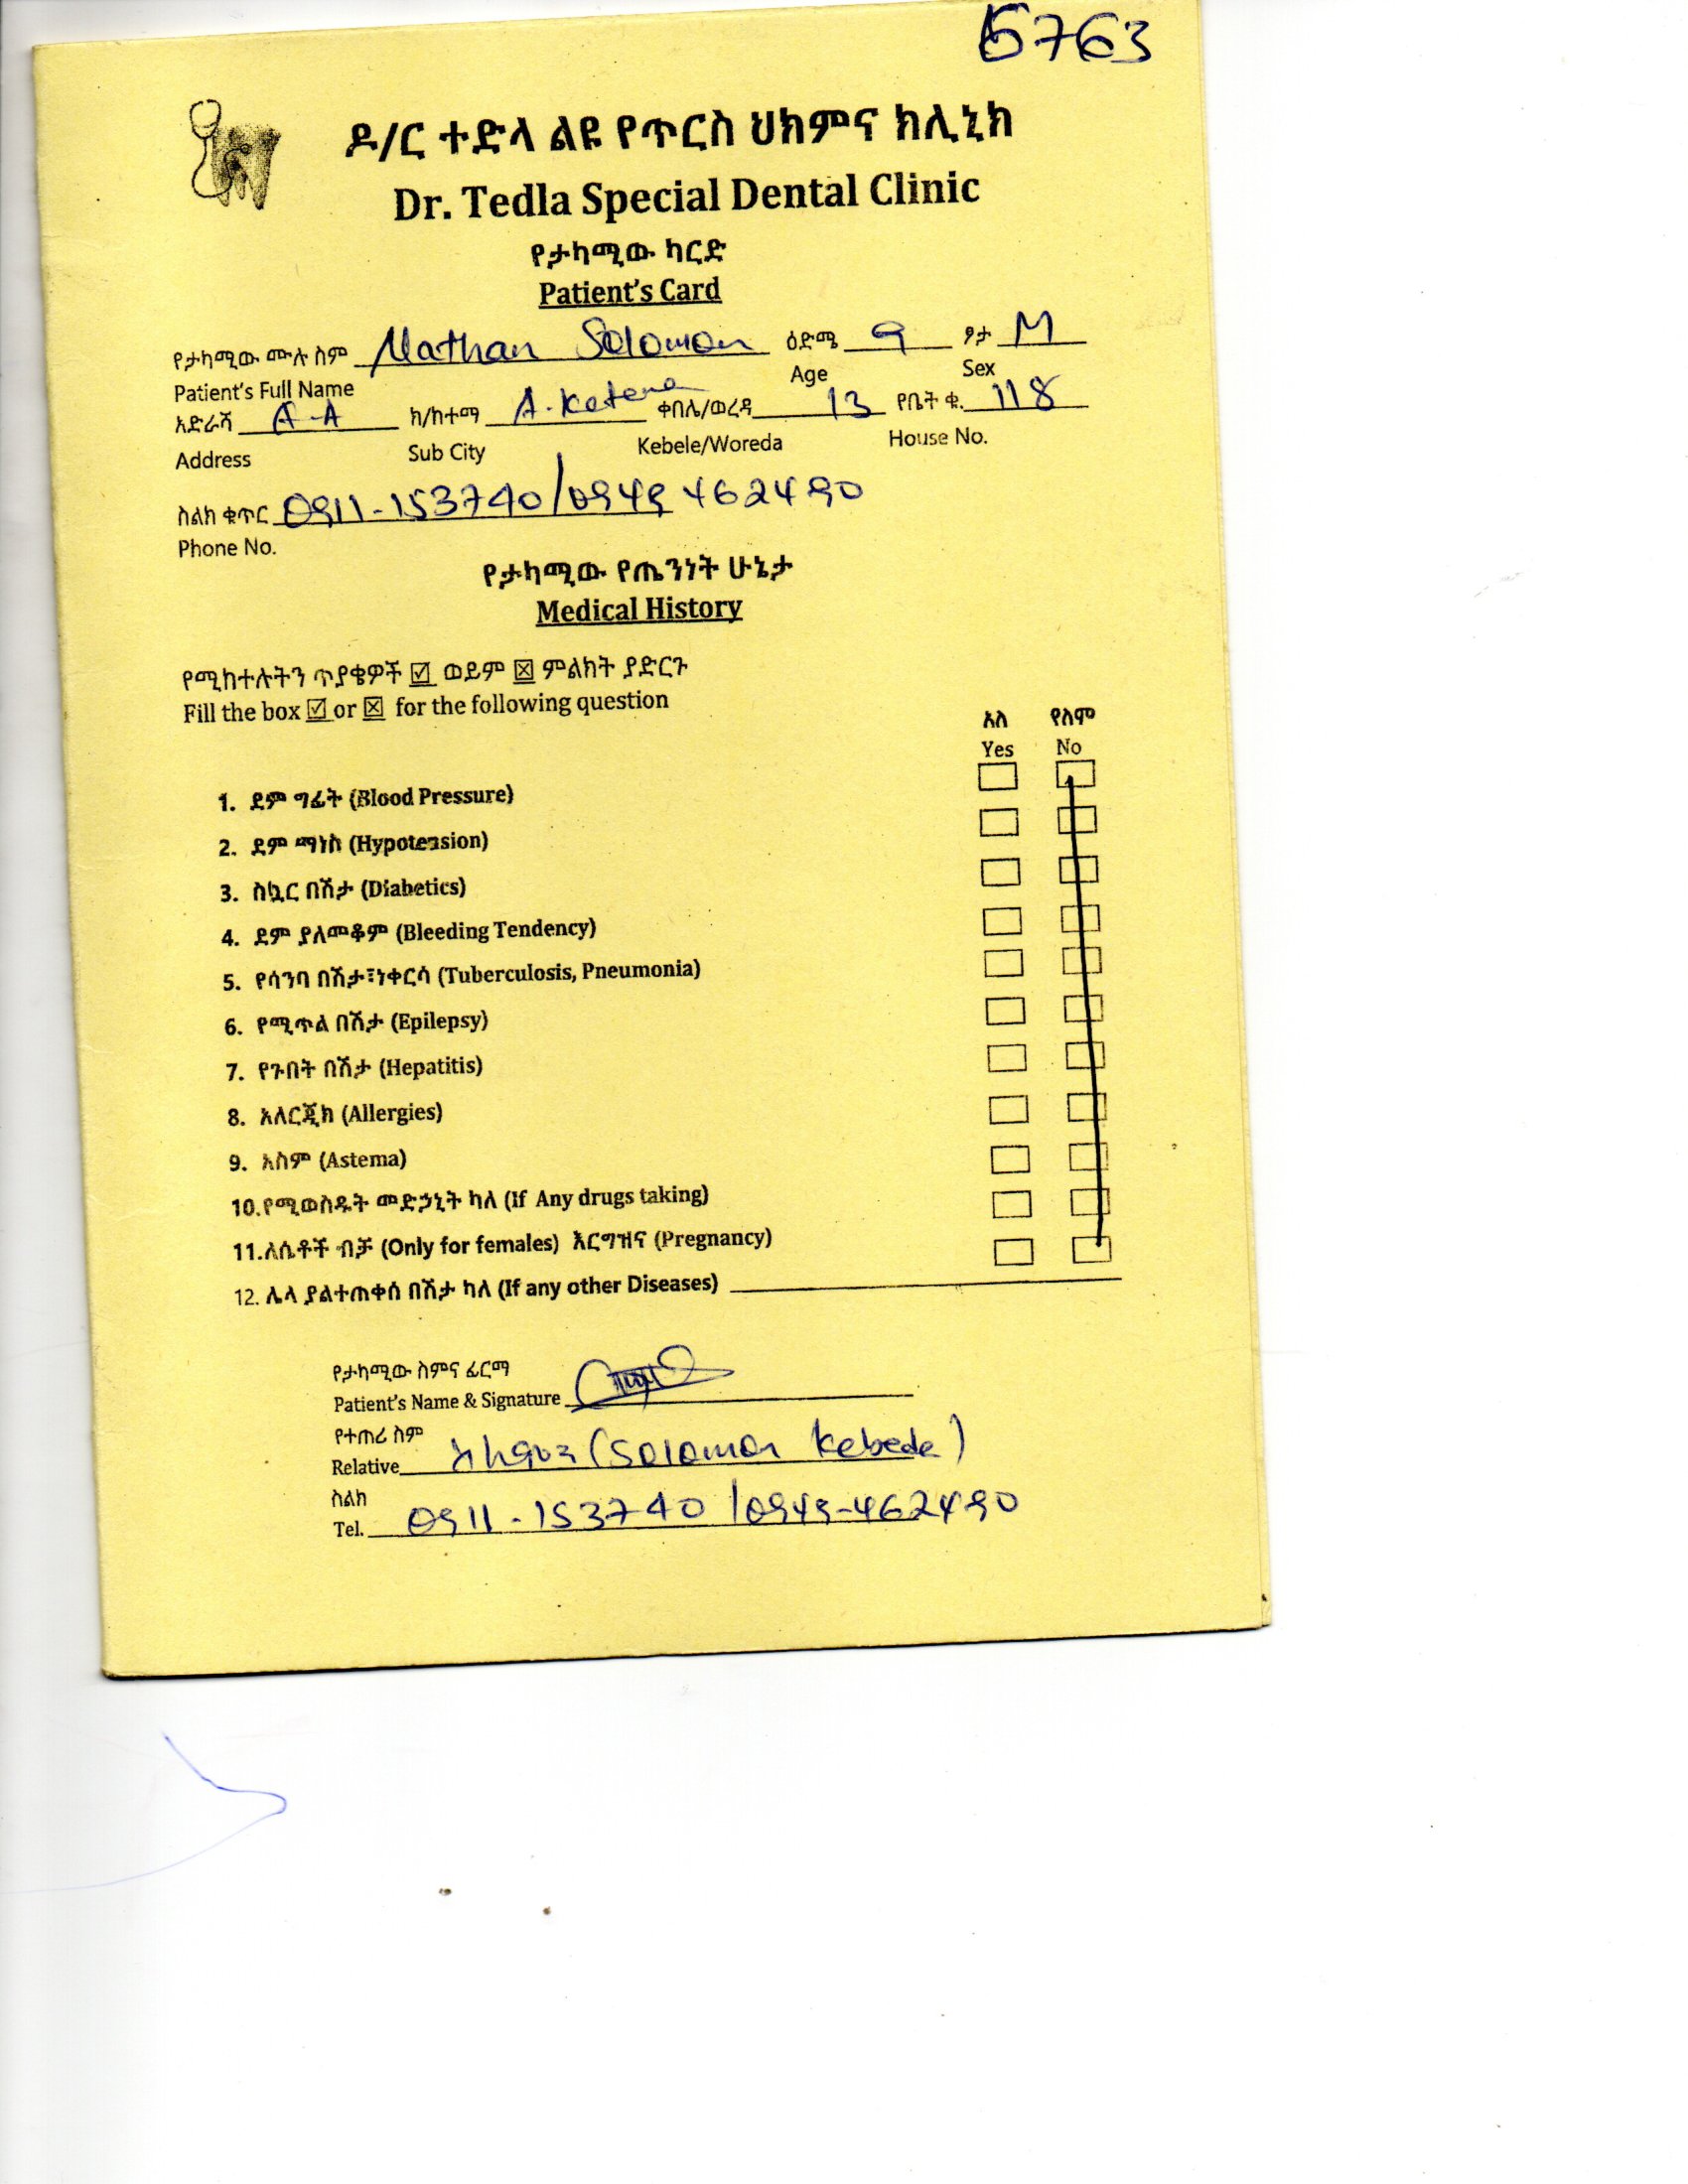 5763
ዶ/ር ተድላ ልዩ የጥርስ ህክምና ክሊኒክ
Dr. Tedla Special Dental Clinic
የታካሚው ካርድ
Patient's Card
የታካሚው ሙሉ ስም Nathan Solomon ዕድሜ 9 ፆታ M
Patient's Full Name Age Sex
አድራሻ A-A ክ/ከተማ A. Ketema ቀበሌ/ወረዳ 13 የቤት ቁ. 118
Address Sub City Kebele/Woreda House No.
ስልክ ቁጥር 0911-153740/0949 462490
Phone No.
የታካሚው የጤንነት ሁኔታ
Medical History
የሚከተሉትን ጥያቄዎች ☑ ወይም ☒ ምልክት ያድርጉ
Fill the box ☑ or ☒ for the following question
አለ የለም
Yes No
1. ደም ግፊት (Blood Pressure)
2. ደም ማነስ (Hypotension)
3. ስኳር በሽታ (Diabetics)
4. ደም ያለመቆም (Bleeding Tendency)
5. የሳንባ በሽታ፣ነቀርሳ (Tuberculosis, Pneumonia)
6. የሚጥል በሽታ (Epilepsy)
7. የጉበት በሽታ (Hepatitis)
8. አለርጂክ (Allergies)
9. አስም (Astema)
10.የሚወስዱት መድኃኒት ካለ (If Any drugs taking)
11.ለሴቶች ብቻ (Only for females) እርግዝና (Pregnancy)
12. ሌላ ያልተጠቀሰ በሽታ ካለ (If any other Diseases)
የታካሚው ስምና ፊርማ
Patient's Name & Signature
የተጠሪ ስም
Relative (Solomon Kebede)
ስልክ
Tel. 0911-153740/0949-462490